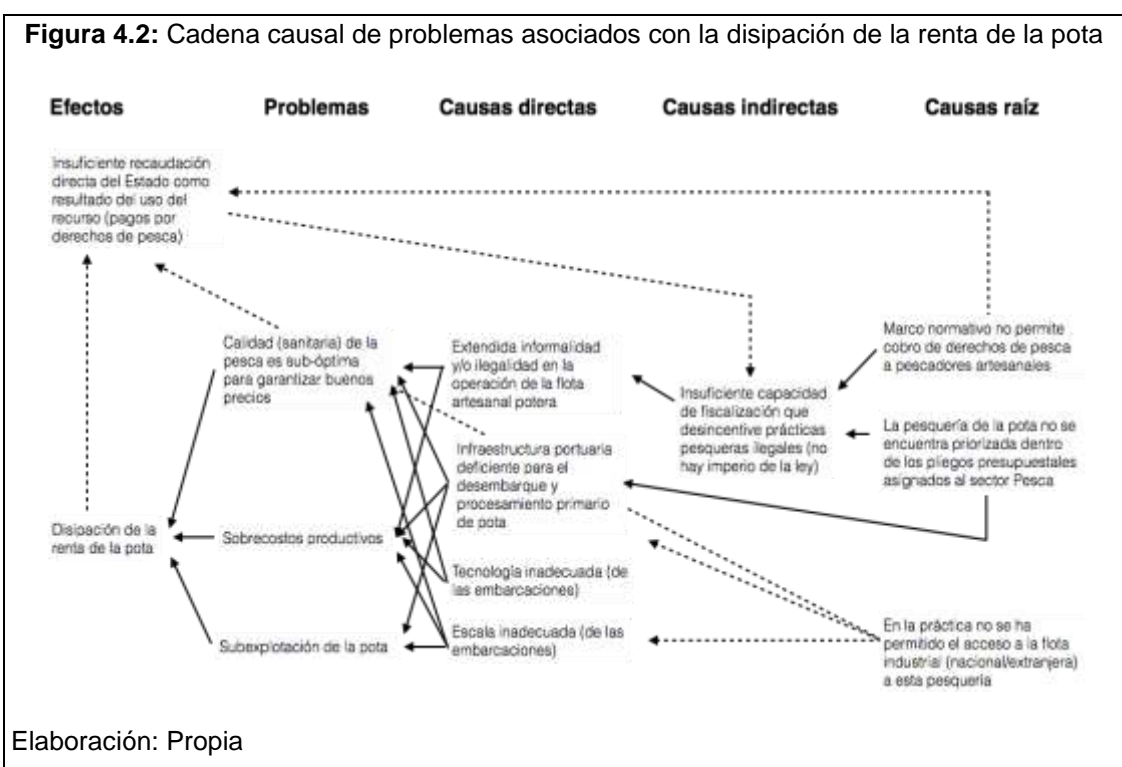 Figura 4.2: Cadena causal de problemas asociados con la disipación de la renta de la pota
Efectos
Problemas
Causas directas
Causas indirectas
Causas raíz
Insuficiente recaudación
directa del Estado como
resultado del uso del
recurso (pagos por
derechos de pesca)
Disipación de la
renta de la pota
Calidad (sanitaria) de la
pesca es sub-óptima
para garantizar buenos
precios
Sobrecostos productivos
Subexplotación de la pota
Extendida informalidad
y/o ilegalidad en la
operación de la flota
artesanal potera
Infraestructura portuaria
deficiente para el
desembarque y
procesamiento primario
de pota
Tecnología inadecuada (de
las embarcaciones)
Escala inadecuada (de las
embarcaciones)
Insuficiente capacidad
de fiscalización que
desincentive prácticas
pesqueras ilegales (no
hay imperio de la ley)
Marco normativo no permite
cobro de derechos de pesca
a pescadores artesanales
La pesquería de la pota no se
encuentra priorizada dentro
de los pliegos presupuestales
asignados al sector Pesca
En la práctica no se ha
permitido el acceso a la flota
industrial (nacional/extranjera)
a esta pesquería
Elaboración: Propia